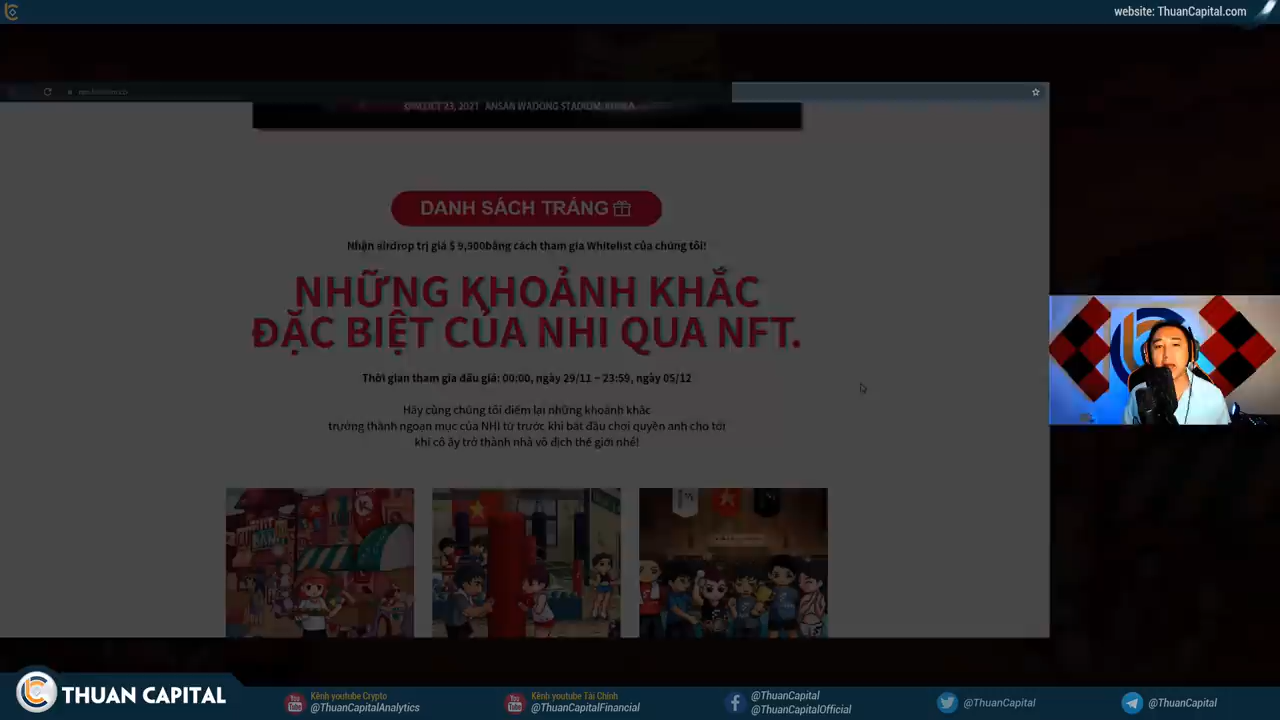 website: ThuanCapital.com
23, 2021 ANSAN WADONG STADIUM, KOREA
DANH SÁCH TRẮNG
Nhận airdrop trị giá $ 9,900bằng cách tham gia Whitelist của chúng tôi!
NHỮNG KHOẢNH KHẮC
ĐẶC BIỆT CỦA NHI QUA NFT.
Thời gian tham gia đấu giá: 00:00, ngày 29/11 ~ 23:59, ngày 05/12
Hãy cùng chúng tôi điểm lại những khoảnh khắc
trưởng thành ngoạn mục của NHI từ trước khi bắt đầu chơi quyền anh cho tới
khi cô ấy trở thành nhà vô địch thế giới nhé!
THUAN CAPITAL
Kênh youtube Crypto
@ThuanCapitalAnalytics
Kênh youtube Tài Chính
@ThuanCapitalFinancial
@ThuanCapital
@ThuanCapitalOfficial
@ThuanCapital
@ThuanCapital